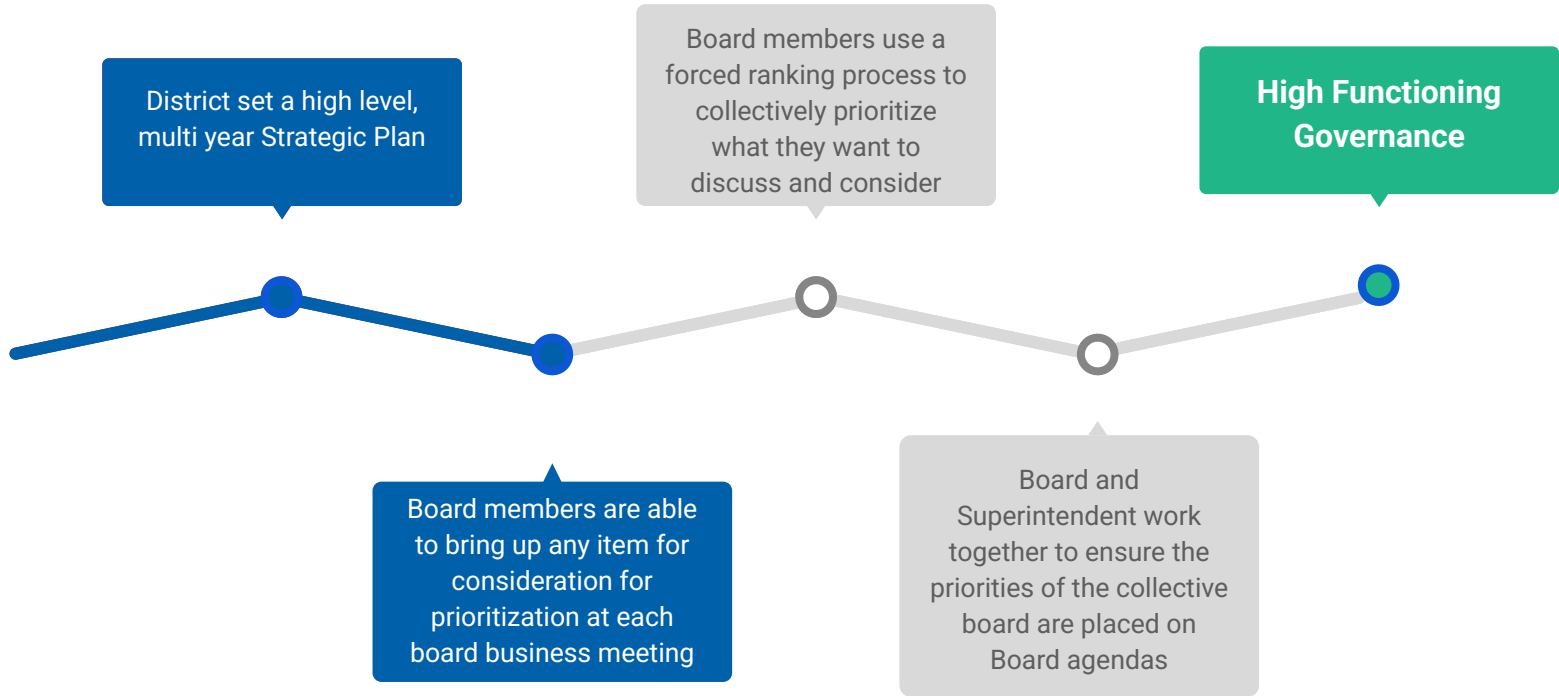 District set a high level,
multi year Strategic Plan
Board members are able
to bring up any item for
consideration for
prioritization at each
board business meeting
Board members use a
forced ranking process to
collectively prioritize
what they want to
discuss and consider
Board and
Superintendent work
together to ensure the
priorities of the collective
board are placed on
Board agendas
High Functioning
Governance